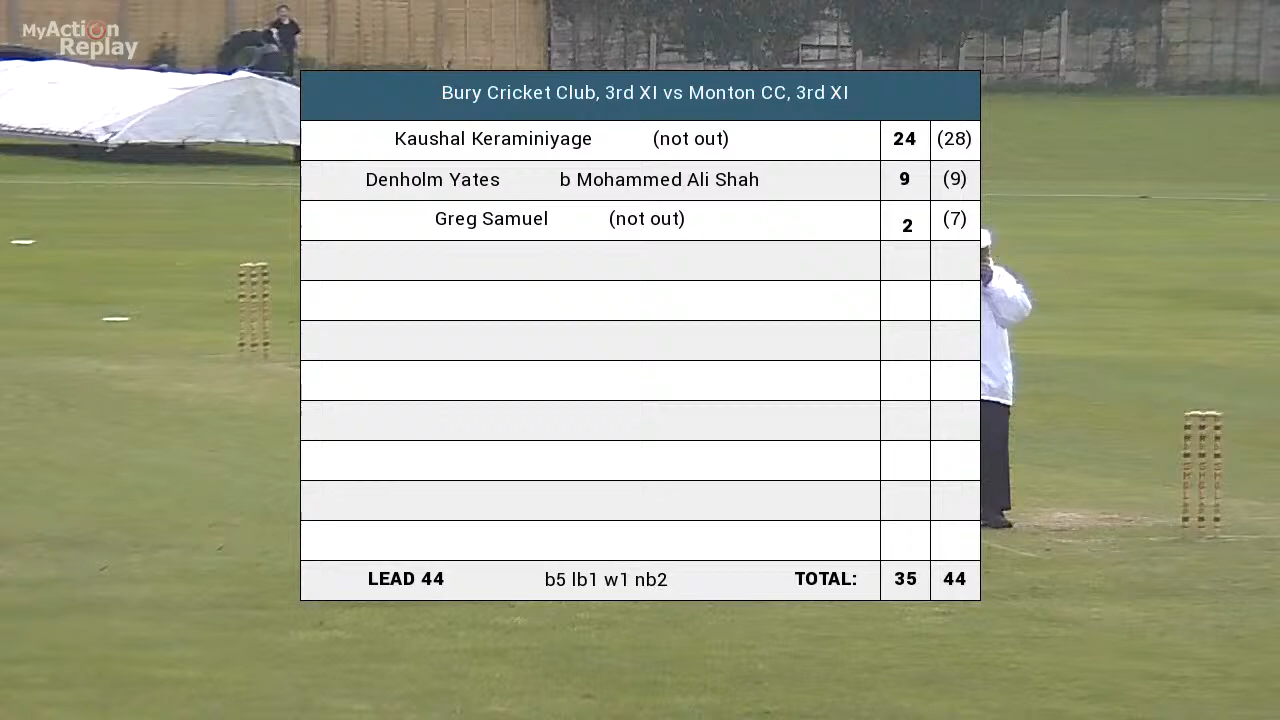 MyAction
Replay
Bury Cricket Club, 3rd XI vs Monton CC, 3rd XI
Kaushal Keraminiyage (not out) 24 (28)
Denholm Yates b Mohammed Ali Shah 9 (9)
Greg Samuel (not out) 2 (7)
LEAD 44 b5 lb1 w1 nb2 TOTAL: 35 44